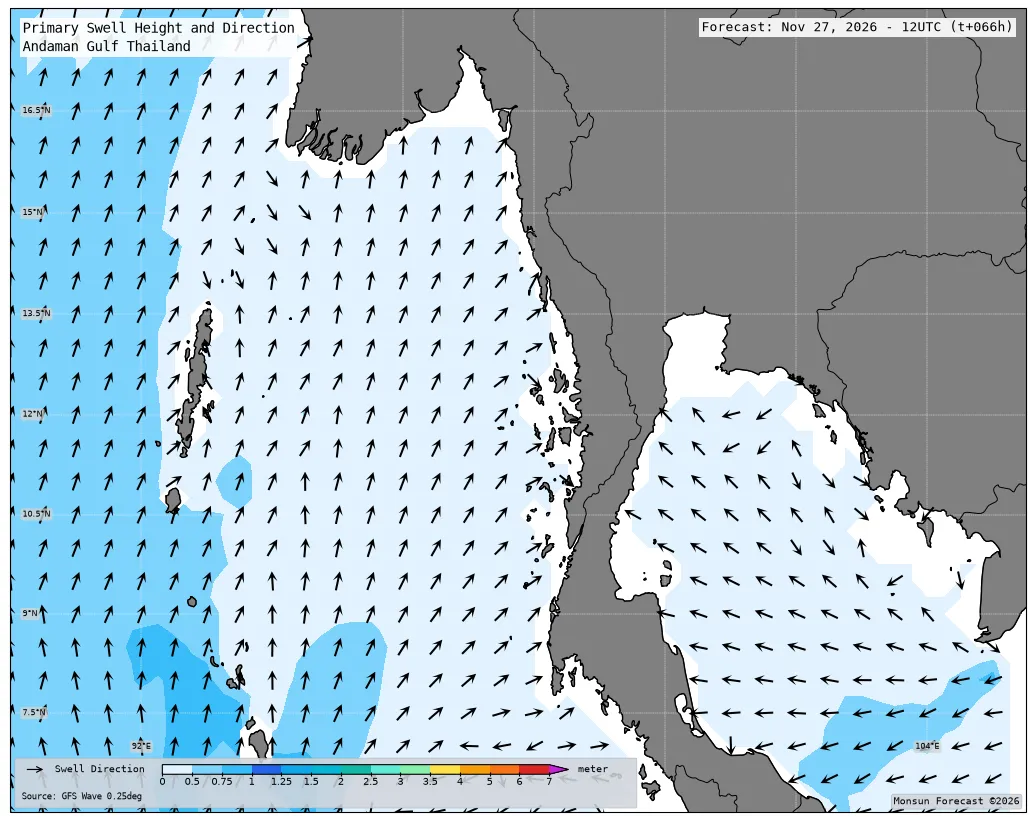 Primary Swell Height and Direction
Andaman Gulf Thailand
Forecast: Nov 27, 2026 - 12UTC (t+066h)
16.5°N
15°N
13.5°N
12°N
10.5°N
9°N
7.5°N
92°E
104°E
Swell Direction
meter
0 0.5 0.75 1 1.25 1.5 2 2.5 3 3.5 4 5 6 7
Source: GFS Wave 0.25deg
Monsun Forecast ©2026